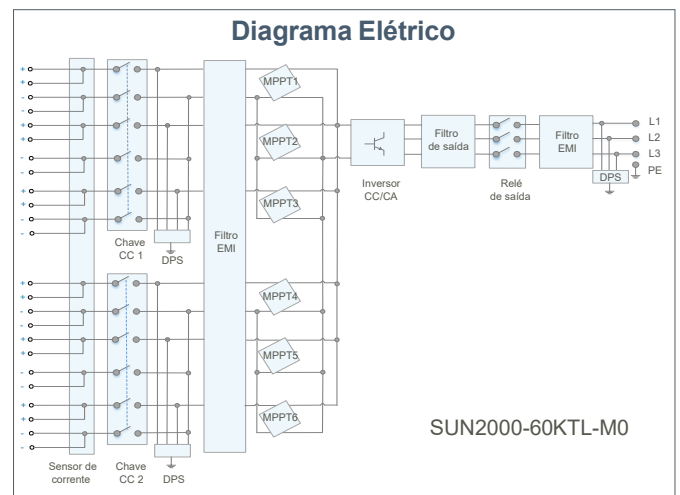 Diagrama Elétrico
+
+
-
-
+
+
-
-
+
+
-
-
+
+
-
-
+
+
-
-
+
+
-
-
MPPT1
MPPT2
MPPT3
MPPT4
MPPT5
MPPT6
Filtro
EMI
Chave
CC 1
DPS
Sensor de
corrente
Chave
CC 2
DPS
Inversor
CC/CA
Filtro
de saída
Relé
de saída
Filtro
EMI
L1
L2
L3
PE
DPS
SUN2000-60KTL-M0